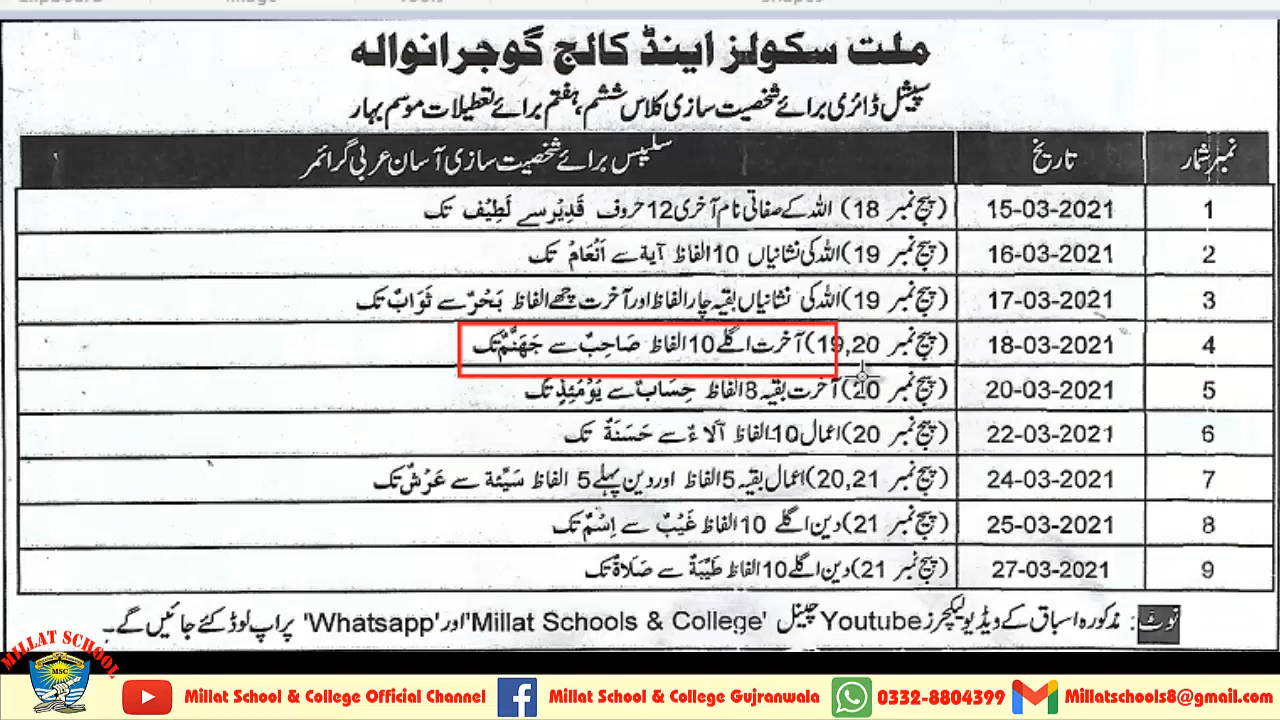 ملت سکولز اینڈ کالج گوجرانوالہ
سپیشل ڈائری برائے شخصیت سازی کلاس ششم، ہفتم برائے تعطیلات موسم بہار
نمبر شمار تاریخ سلیبس برائے شخصیت سازی آسان عربی گرائمر
1 15-03-2021 (پیج نمبر 18) اللہ کے صفاتی نام آخری 12 حروف قَدِیْر سے لَطِیْف تک
2 16-03-2021 (پیج نمبر 19) اللہ کی نشانیاں 10 الفاظ آیة سے اَنْعَامٌ تک
3 17-03-2021 (پیج نمبر 19) اللہ کی نشانیاں بقیہ چار الفاظ اور آخرت چھے الفاظ بَحْرٌ سے ثَوَابٌ تک
4 18-03-2021 (پیج نمبر 19,20) آخرت اگلے 10 الفاظ صَاحِبٌ سے جَهَنَّمُ تک
5 20-03-2021 (پیج نمبر 20) آخرت بقیہ 8 الفاظ حِسَابٌ سے یَوْمَئِذٍ تک
6 22-03-2021 (پیج نمبر 20) اعمال 10 الفاظ آلَاءٌ سے حَسَنَةٌ تک
7 24-03-2021 (پیج نمبر 20,21) اعمال بقیہ 5 الفاظ اور دین پہلے 5 الفاظ سَیِّئة سے عَرْشٌ تک
8 25-03-2021 (پیج نمبر 21) دین اگلے 10 الفاظ غَیْبٌ سے اِسْمٌ تک
9 27-03-2021 (پیج نمبر 21) دین اگلے 10 الفاظ طَیِّبَةٌ سے صَلَاةٌ تک
نوٹ: مذکورہ اسباق کے ویڈیو لیکچرز Youtube چینل 'Millat Schools & College' اور 'Whatsapp' پر اپ لوڈ کئے جائیں گے۔
MILLAT SCHOOL
MSC
Millat School & College Official Channel
Millat School & College Gujranwala
0332-8804399
Millatschools8@gmail.com